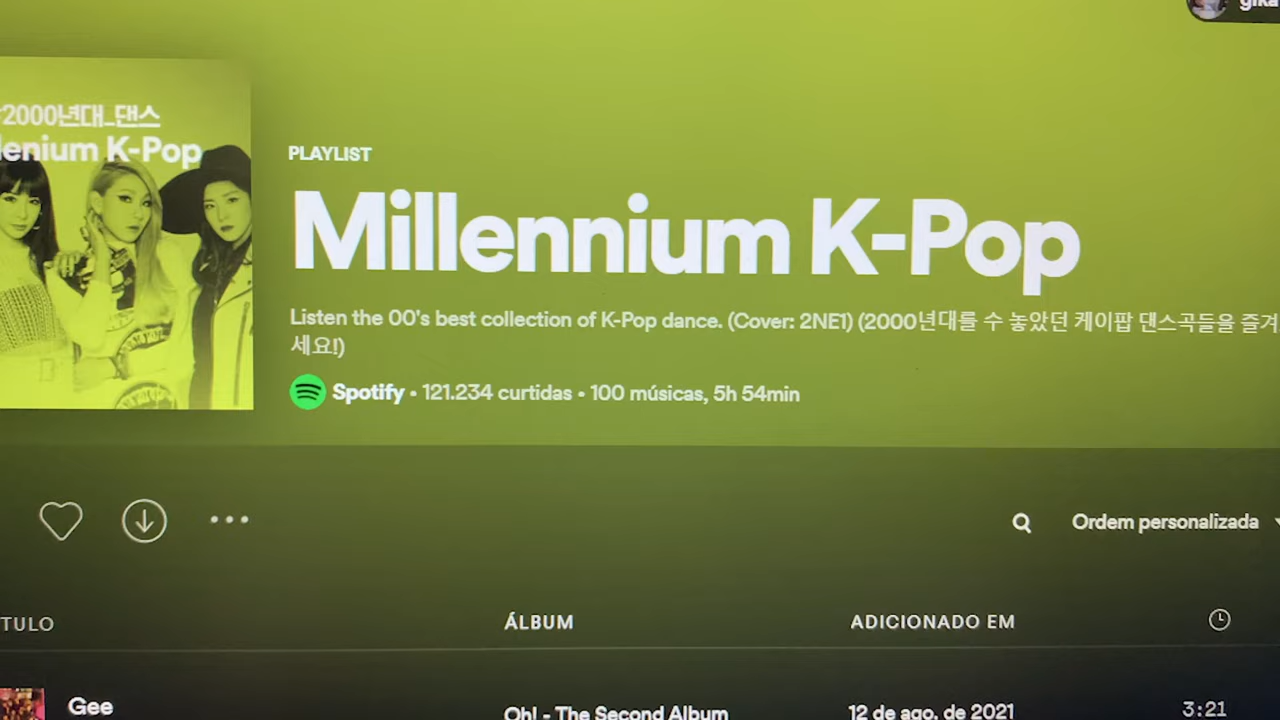 2000년대_댄스
lenium K-Pop
PLAYLIST
Millennium K-Pop
Listen the 00's best collection of K-Pop dance. (Cover: 2NE1) (2000년대를 수 놓았던 케이팝 댄스곡들을 즐겨
세요!)
Spotify • 121.234 curtidas • 100 músicas, 5h 54min
Ordem personalizada
TULO ÁLBUM ADICIONADO EM
Gee Oh! - The Second Album 12 de ago. de 2021 3:21